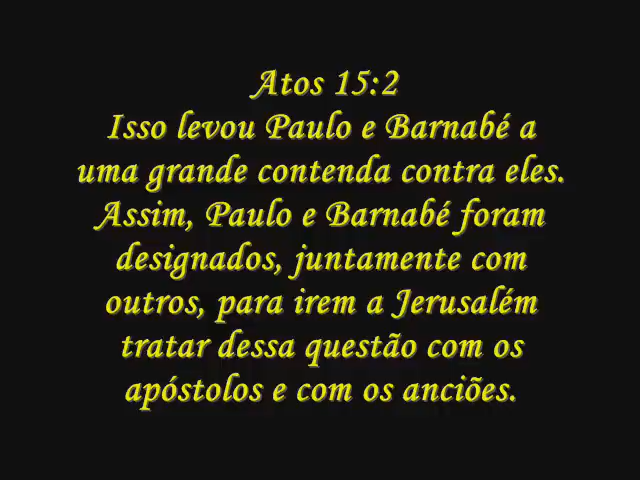 Atos 15:2
Isso levou Paulo e Barnabé a
uma grande contenda contra eles.
Assim, Paulo e Barnabé foram
designados, juntamente com
outros, para irem a Jerusalém
tratar dessa questão com os
apóstolos e com os anciões.